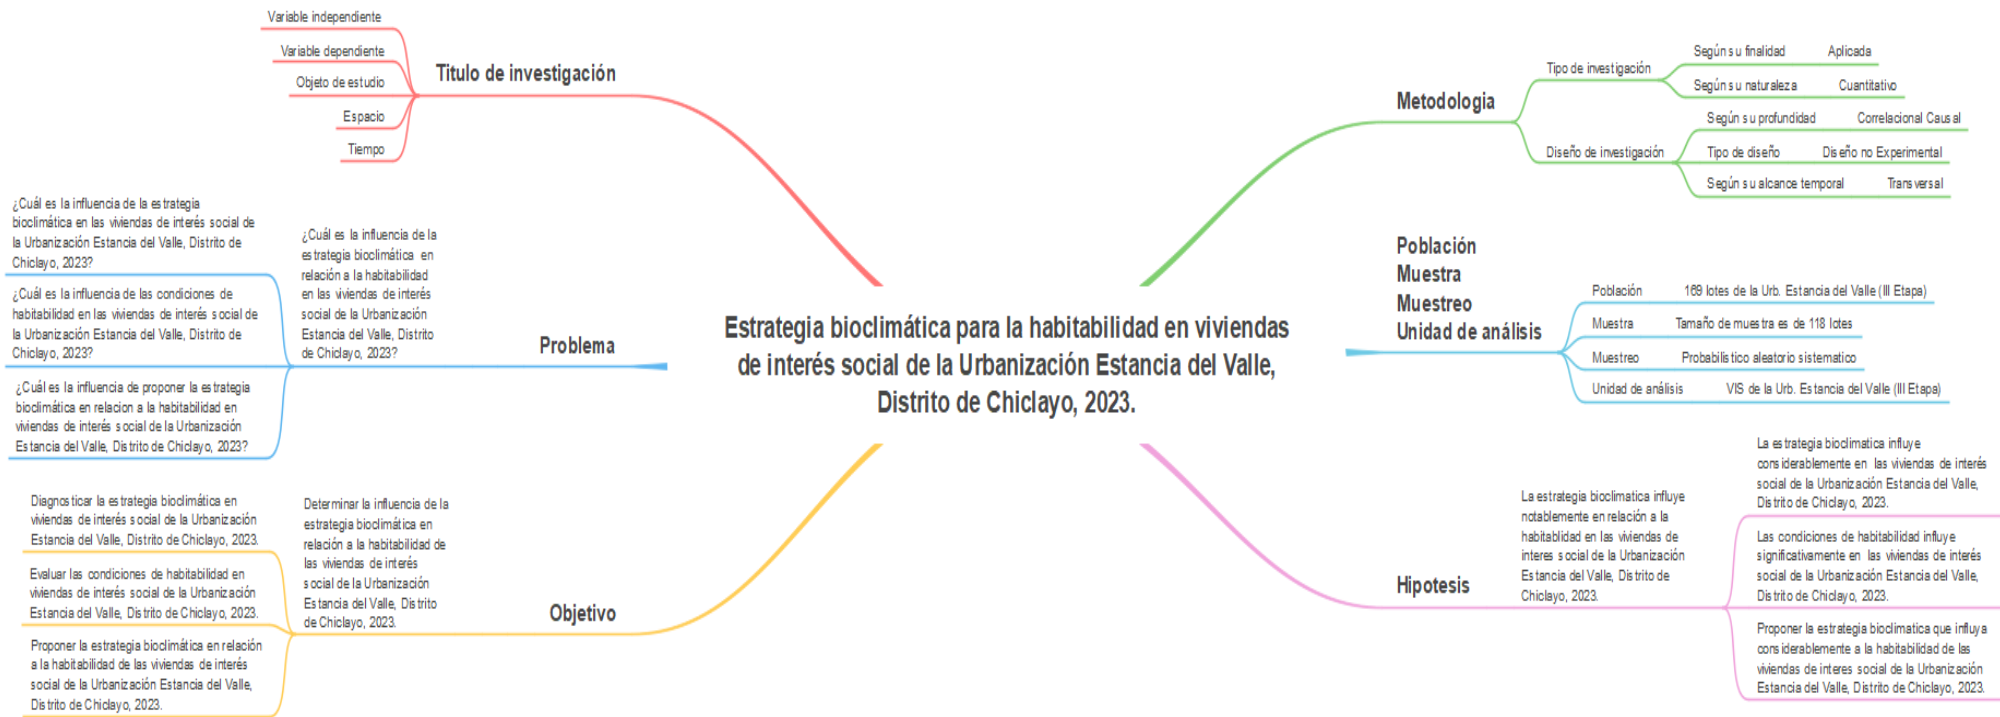 Variable independiente
Variable dependiente
Objeto de estudio
Espacio
Tiempo
Titulo de investigación
¿Cuál es la influencia de la estrategia
bioclimática en las viviendas de interés social de
la Urbanización Estancia del Valle, Distrito de
Chiclayo, 2023?
¿Cuál es la influencia de las condiciones de
habitabilidad en las viviendas de interés social de
la Urbanización Estancia del Valle, Distrito de
Chiclayo, 2023?
¿Cuál es la influencia de proponer la estrategia
bioclimática en relacion a la habitabilidad en
viviendas de interés social de la Urbanización
Estancia del Valle, Distrito de Chiclayo, 2023?
¿Cuál es la influencia de la
estrategia bioclimática en
relación a la habitabilidad
en las viviendas de interés
social de la Urbanización
Estancia del Valle, Distrito
de Chiclayo, 2023?
Problema
Diagnosticar la estrategia bioclimática en
viviendas de interés social de la Urbanización
Estancia del Valle, Distrito de Chiclayo, 2023.
Evaluar las condiciones de habitabilidad en
viviendas de interés social de la Urbanización
Estancia del Valle, Distrito de Chiclayo, 2023.
Proponer la estrategia bioclimática en relación
a la habitabilidad de las viviendas de interés
social de la Urbanización Estancia del Valle,
Distrito de Chiclayo, 2023.
Determinar la influencia de la
estrategia bioclimática en
relación a la habitabilidad de
las viviendas de interés
social de la Urbanización
Estancia del Valle, Distrito
de Chiclayo, 2023.
Objetivo
Estrategia bioclimática para la habitabilidad en viviendas
de interés social de la Urbanización Estancia del Valle,
Distrito de Chiclayo, 2023.
Metodologia
Tipo de investigación
Según su finalidad Aplicada
Según su naturaleza Cuantitativo
Diseño de investigación
Según su profundidad Correlacional Causal
Tipo de diseño Diseño no Experimental
Según su alcance temporal Transversal
Población
Muestra
Muestreo
Unidad de análisis
Población 169 lotes de la Urb. Estancia del Valle (III Etapa)
Muestra Tamaño de muestra es de 118 lotes
Muestreo Probabilistico aleatorio sistematico
Unidad de análisis VIS de la Urb. Estancia del Valle (III Etapa)
Hipotesis
La estrategia bioclimatica influye
notablemente en relación a la
habitablidad en las viviendas de
interes social de la Urbanización
Estancia del Valle, Distrito de
Chiclayo, 2023.
La estrategia bioclimatica influye
considerablemente en las viviendas de interés
social de la Urbanización Estancia del Valle,
Distrito de Chiclayo, 2023.
Las condiciones de habitabilidad influye
significativamente en las viviendas de interés
social de la Urbanización Estancia del Valle,
Distrito de Chiclayo, 2023.
Proponer la estrategia bioclimatica que influya
considerablemente a la habitabilidad de las
viviendas de interes social de la Urbanización
Estancia del Valle, Distrito de Chiclayo, 2023.